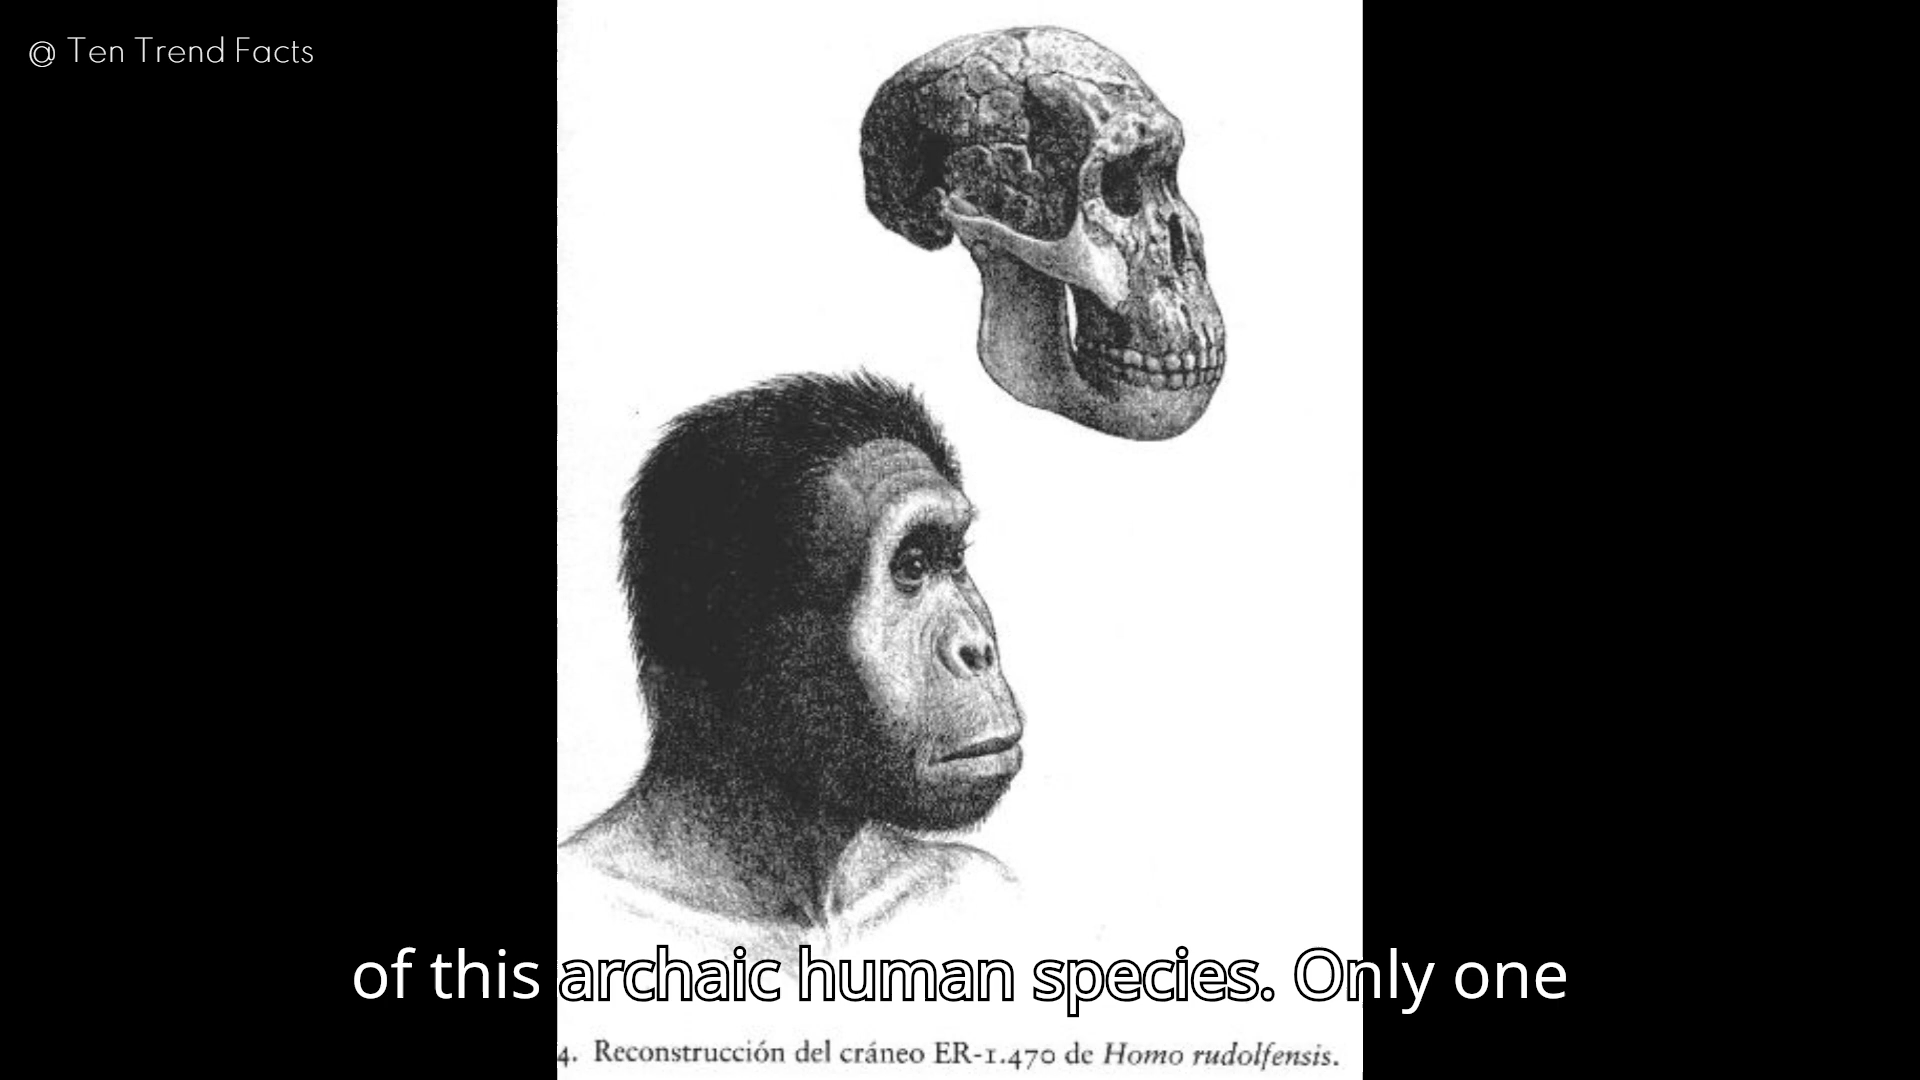 @ Ten Trend Facts
of this archaic human species. Only one
4. Reconstrucción del cráneo ER-1.470 de Homo rudolfensis.